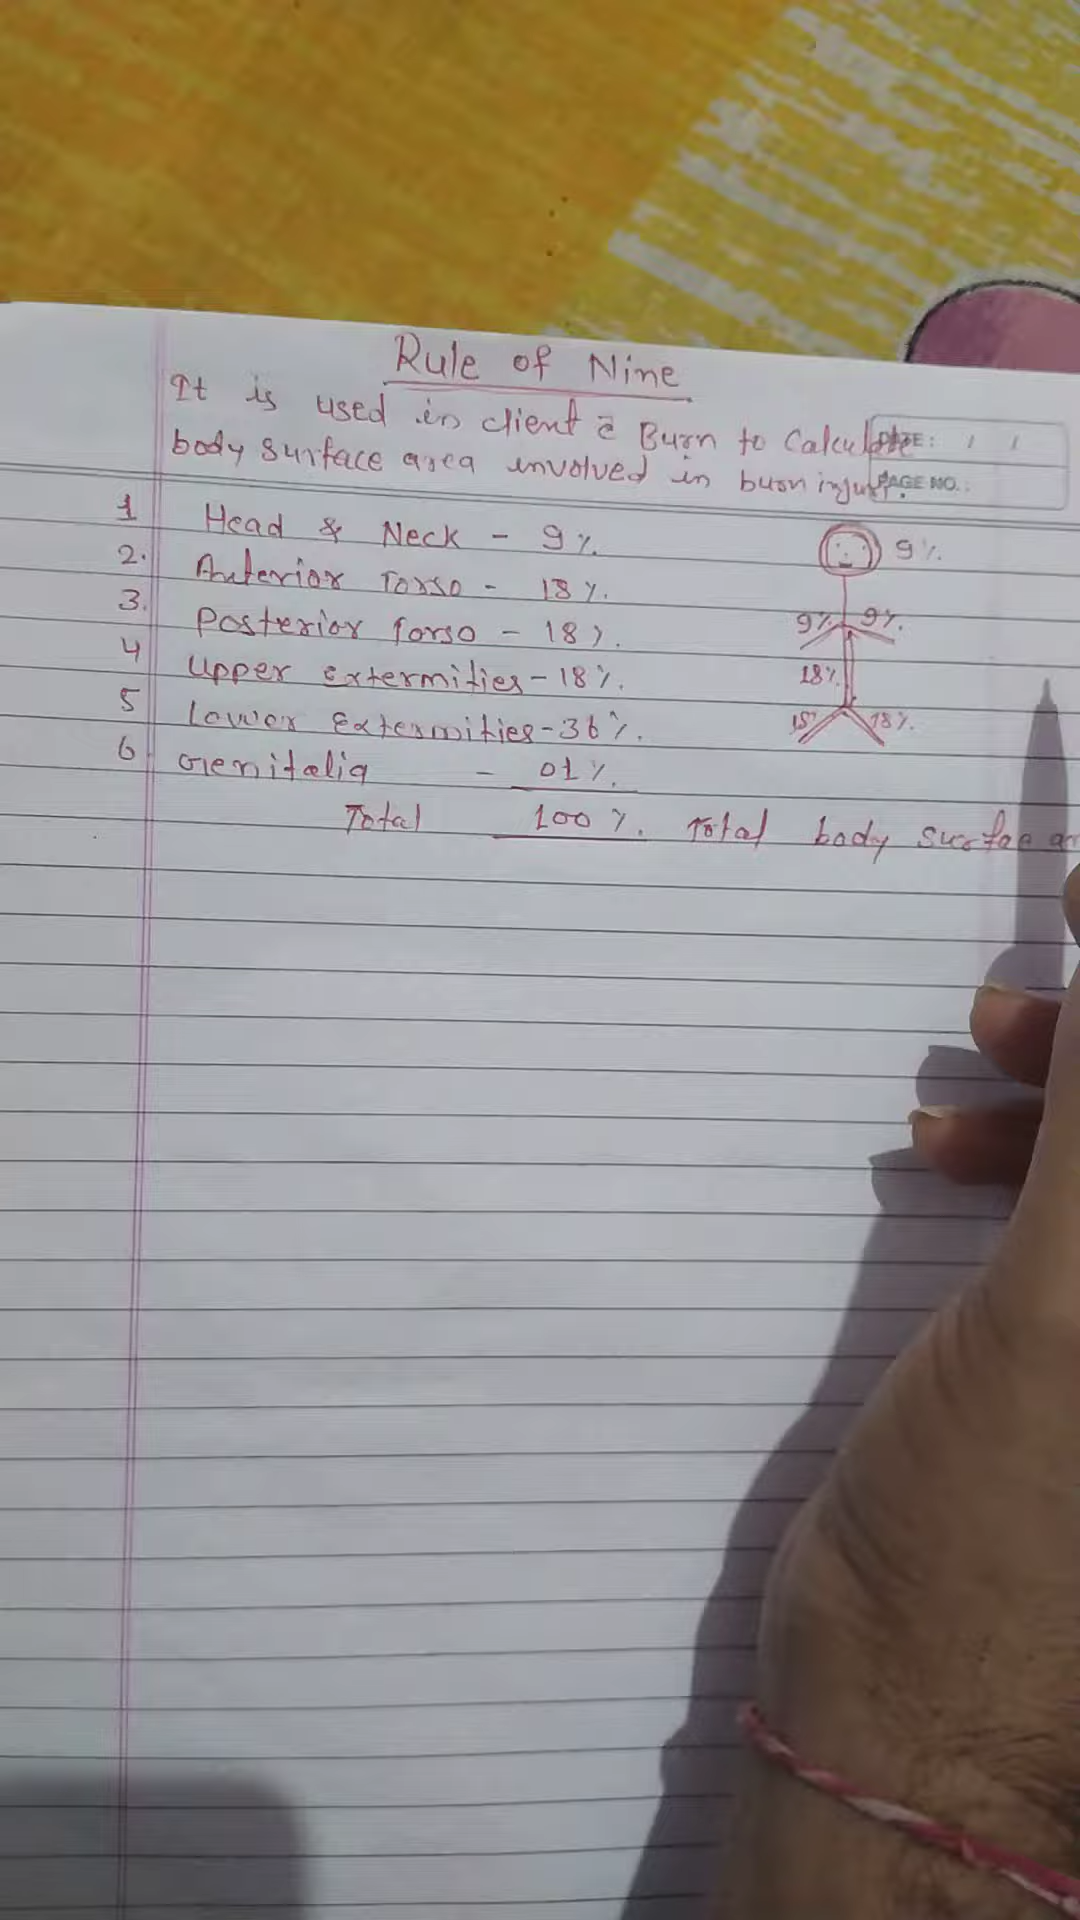 Rule of Nine
It is used in client c̄ Burn to Calculate
body surface area involved in burn injury.
DATE: / /
PAGE NO.:
1 Head & Neck - 9%.
2. Anterior Torso - 18%.
3. Posterior Torso - 18%.
4 Upper extermities - 18%.
5 Lower Extermities - 36%.
6 Genitalia - 01%.
Total 100%. Total body surfae ar
9%.
9%. 9%.
18%.
18%.